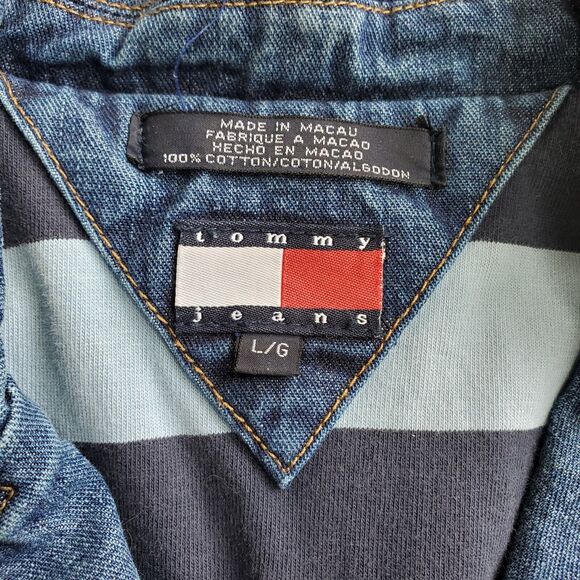 MADE IN MACAU
FABRIQUE A MACAO
HECHO EN MACAO
100% COTTON/COTON/ALGODON
tommy
jeans
L/G